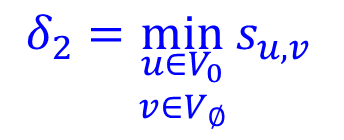 δ₂ = min s_{u,v}
u∈V₀
v∈V_∅